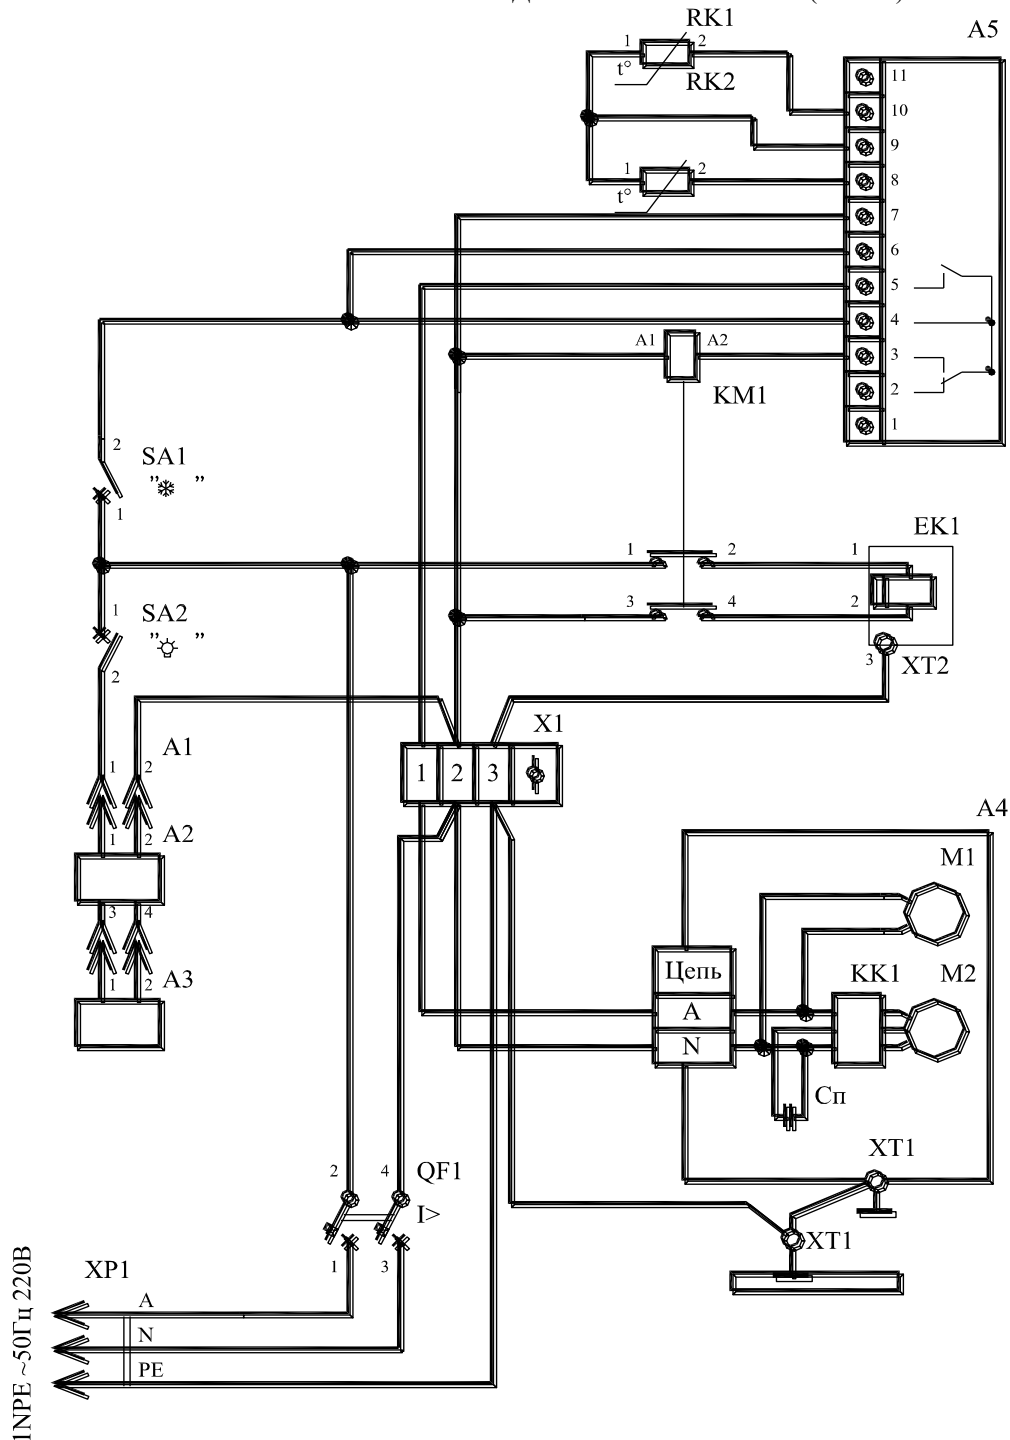 RK1
A5
1
2
t°
RK2
11
10
9
1
2
8
t°
7
6
5
4
A1
A2
3
KM1
2
1
2
SA1
" "
1
EK1
1
2
1
1
SA2
" "
3
4
2
2
3
XT2
X1
A1
1
2
1
2
3
A4
1
2
A2
M1
3
4
Цепь
KK1
M2
1
2
A3
A
N
Сп
XT1
2
4
QF1
I>
XT1
1
3
XP1
A
N
PE
1NPE ~50Гц 220В